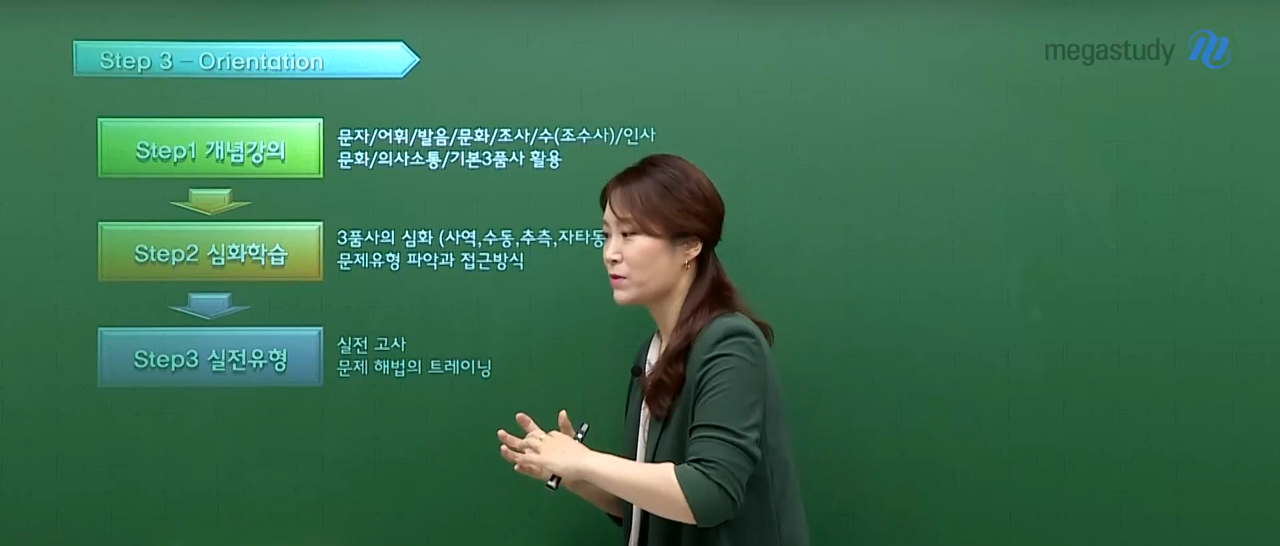 Step 3 – Orientation
megastudy
Step1 개념강의
문자/어휘/발음/문화/조사/수(조수사)/인사
문화/의사소통/기본3품사 활용
Step2 심화학습
3품사의 심화 (사역,수동,추측,자타동
문제유형 파악과 접근방식
Step3 실전유형
실전 고사
문제 해법의 트레이닝